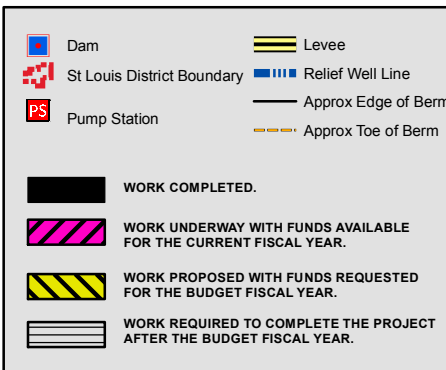 Dam
St Louis District Boundary
PS
Pump Station
Levee
Relief Well Line
Approx Edge of Berm
Approx Toe of Berm
WORK COMPLETED.
WORK UNDERWAY WITH FUNDS AVAILABLE
FOR THE CURRENT FISCAL YEAR.
WORK PROPOSED WITH FUNDS REQUESTED
FOR THE BUDGET FISCAL YEAR.
WORK REQUIRED TO COMPLETE THE PROJECT
AFTER THE BUDGET FISCAL YEAR.